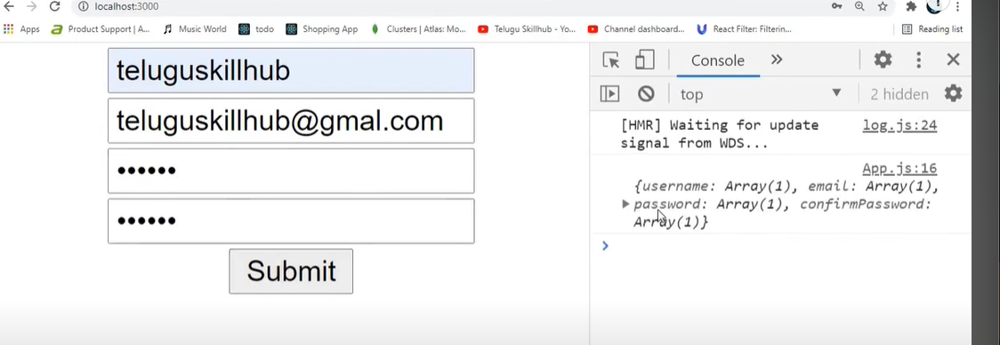 localhost:3000
Apps Product Support | A... Music World todo Shopping App Clusters | Atlas: Mo... Telugu Skillhub - Yo... Channel dashboard... React Filter: Filterin... Reading list
teluguskillhub
teluguskillhub@gmal.com
••••••
••••••
Submit
Console
top 2 hidden
[HMR] Waiting for update log.js:24
signal from WDS...
App.js:16
{username: Array(1), email: Array(1),
password: Array(1), confirmPassword:
Array(1)}